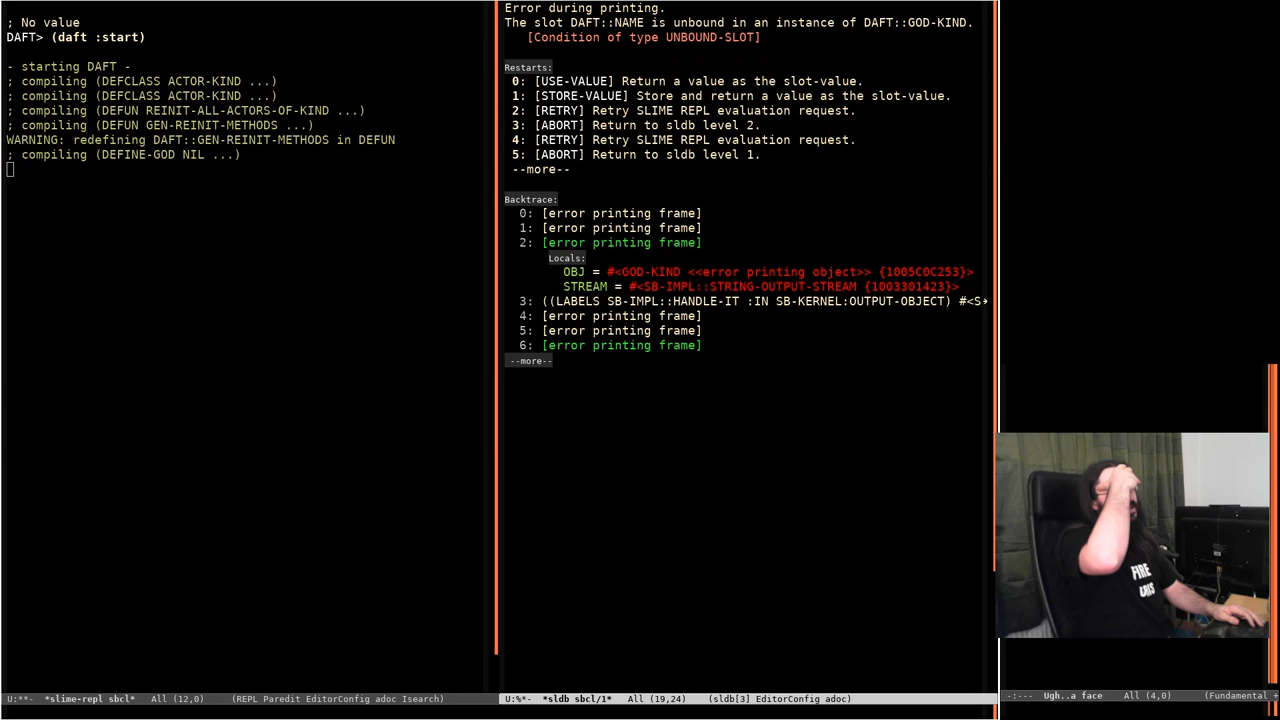 ; No value
DAFT> (daft :start)
- starting DAFT -
; compiling (DEFCLASS ACTOR-KIND ...)
; compiling (DEFCLASS ACTOR-KIND ...)
; compiling (DEFUN REINIT-ALL-ACTORS-OF-KIND ...)
; compiling (DEFUN GEN-REINIT-METHODS ...)
WARNING: redefining DAFT::GEN-REINIT-METHODS in DEFUN
; compiling (DEFINE-GOD NIL ...)
U:**-  *slime-repl sbcl*   All (12,0)    (REPL Paredit EditorConfig adoc Isearch)
Error during printing.
The slot DAFT::NAME is unbound in an instance of DAFT::GOD-KIND.
[Condition of type UNBOUND-SLOT]
Restarts:
0: [USE-VALUE] Return a value as the slot-value.
1: [STORE-VALUE] Store and return a value as the slot-value.
2: [RETRY] Retry SLIME REPL evaluation request.
3: [ABORT] Return to sldb level 2.
4: [RETRY] Retry SLIME REPL evaluation request.
5: [ABORT] Return to sldb level 1.
--more--
Backtrace:
0: [error printing frame]
1: [error printing frame]
2: [error printing frame]
Locals:
OBJ = #<GOD-KIND <<error printing object>> {1005C0C253}>
STREAM = #<SB-IMPL::STRING-OUTPUT-STREAM {1003301423}>
3: ((LABELS SB-IMPL::HANDLE-IT :IN SB-KERNEL:OUTPUT-OBJECT) #<S→
4: [error printing frame]
5: [error printing frame]
6: [error printing frame]
--more--
U:%*-  *sldb sbcl/1*   All (19,24)    (sldb[3] EditorConfig adoc)
FIRE
-:---  Ugh..a face    All (4,0)    (Fundamental +